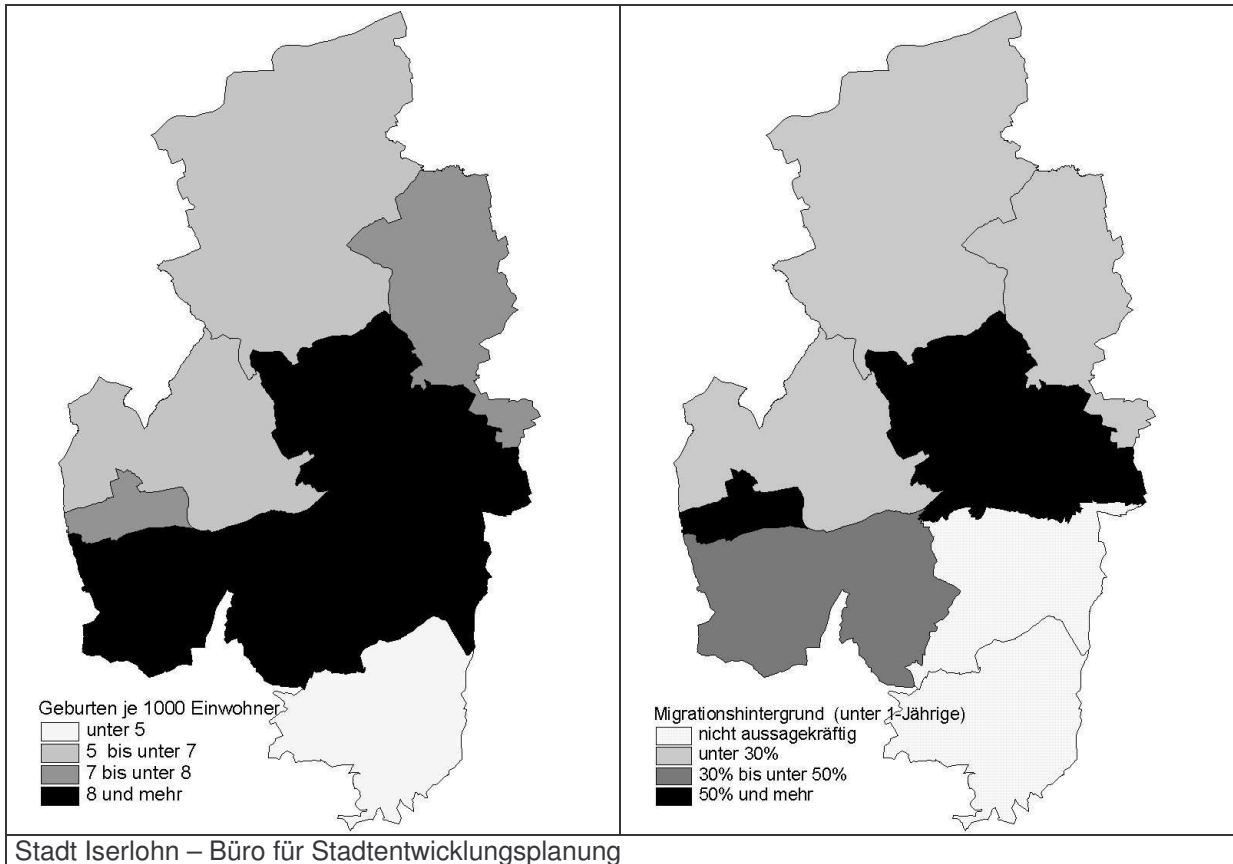 Geburten je 1000 Einwohner
unter 5
5 bis unter 7
7 bis unter 8
8 und mehr
Migrationshintergrund (unter 1-Jährige)
nicht aussagekräftig
unter 30%
30% bis unter 50%
50% und mehr
Stadt Iserlohn – Büro für Stadtentwicklungsplanung